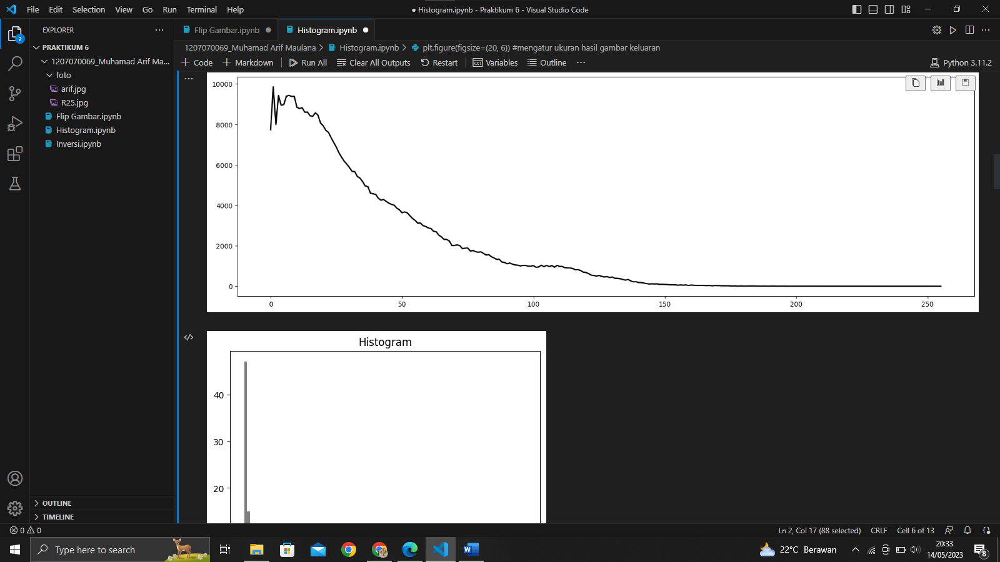 File Edit Selection View Go Run Terminal Help
● Histogram.ipynb - Praktikum 6 - Visual Studio Code
EXPLORER
2
PRAKTIKUM 6
1207070069_Muhamad Arif Ma...
foto
arif.jpg
R25.jpg
Flip Gambar.ipynb
Histogram.ipynb
Inversi.ipynb
OUTLINE
TIMELINE
Flip Gambar.ipynb
Histogram.ipynb
1207070069_Muhamad Arif Maulana > Histogram.ipynb > plt.figure(figsize=(20, 6)) #mengatur ukuran hasil gambar keluaran
+ Code + Markdown Run All Clear All Outputs Restart Variables Outline ...
Python 3.11.2
10000
8000
6000
4000
2000
0
0 50 100 150 200 250
Histogram
40
30
20
0 0
Ln 2, Col 17 (88 selected) CRLF Cell 6 of 13
Type here to search
22°C Berawan
20:33
14/05/2023
8